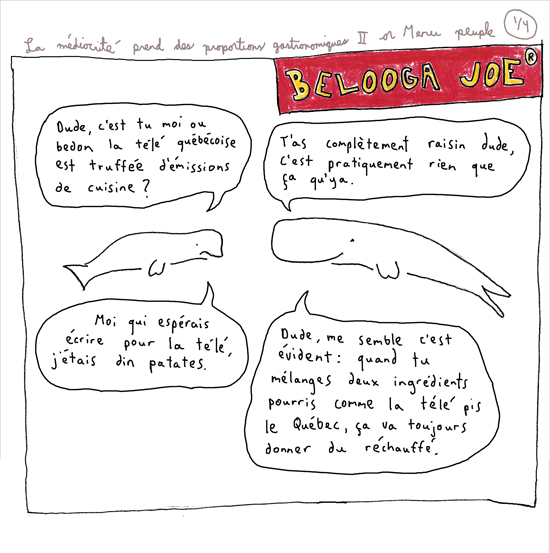 La médiocrité prend des proportions gastronomiques II or Menu peuple 1/4
BELOOGA JOE®
Dude, c'est tu moi ou
bedon la télé québécoise
est truffée d'émissions
de cuisine ?
T'as complètement raisin dude,
c'est pratiquement rien que
ça qu'ya.
Moi qui espérais
écrire pour la télé,
j'étais din patates.
Dude, me semble c'est
évident : quand tu
mélanges deux ingrédients
pourris comme la télé pis
le Québec, ça va toujours
donner du réchauffé.